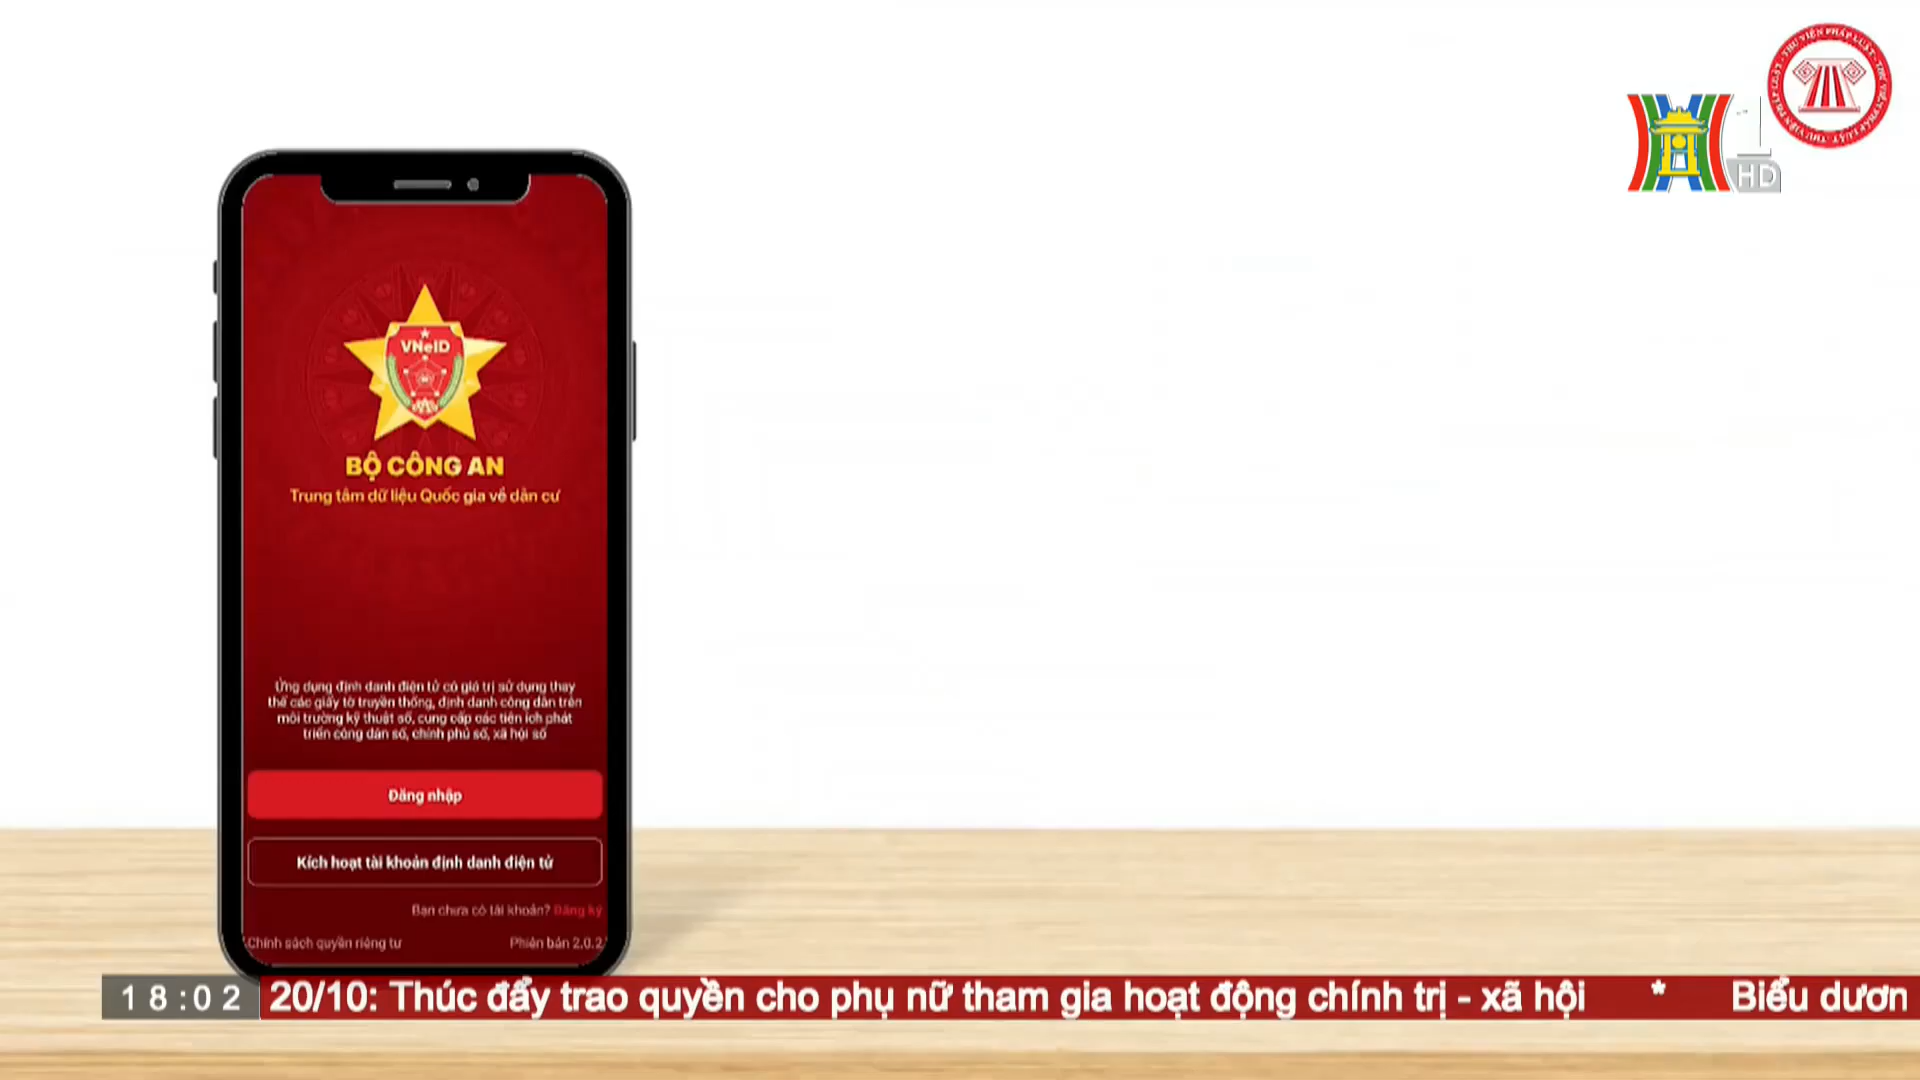 THƯ VIỆN PHÁP LUẬT
1
HD
VNeID
BỘ CÔNG AN
Trung tâm dữ liệu Quốc gia về dân cư
Ứng dụng định danh điện tử có giá trị sử dụng thay
thế các giấy tờ truyền thống, định danh công dân trên
môi trường kỹ thuật số, cung cấp các tiện ích phát
triển công dân số, chính phủ số, xã hội số
Đăng nhập
Kích hoạt tài khoản định danh điện tử
Bạn chưa có tài khoản? Đăng ký
Chính sách quyền riêng tư
Phiên bản 2.0.2
18:02
20/10: Thúc đẩy trao quyền cho phụ nữ tham gia hoạt động chính trị - xã hội * Biểu dươn